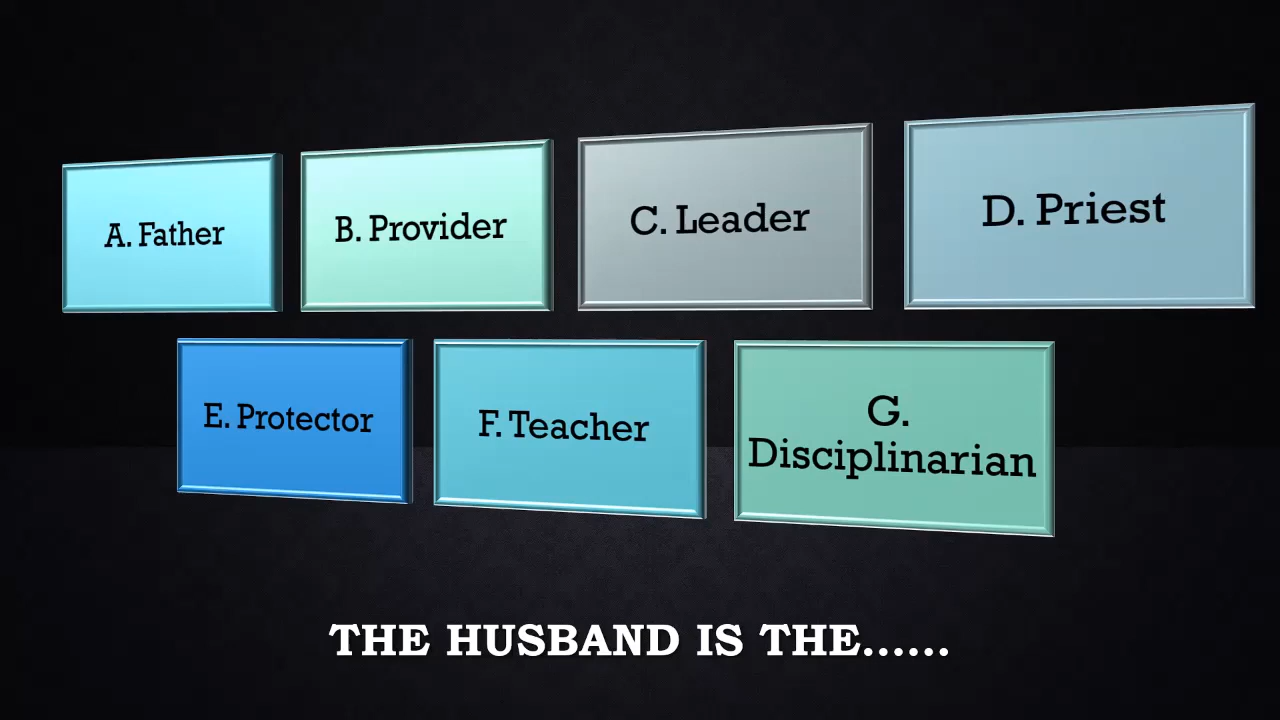 A. Father
B. Provider
C. Leader
D. Priest
E. Protector
F. Teacher
G.
Disciplinarian
THE HUSBAND IS THE......